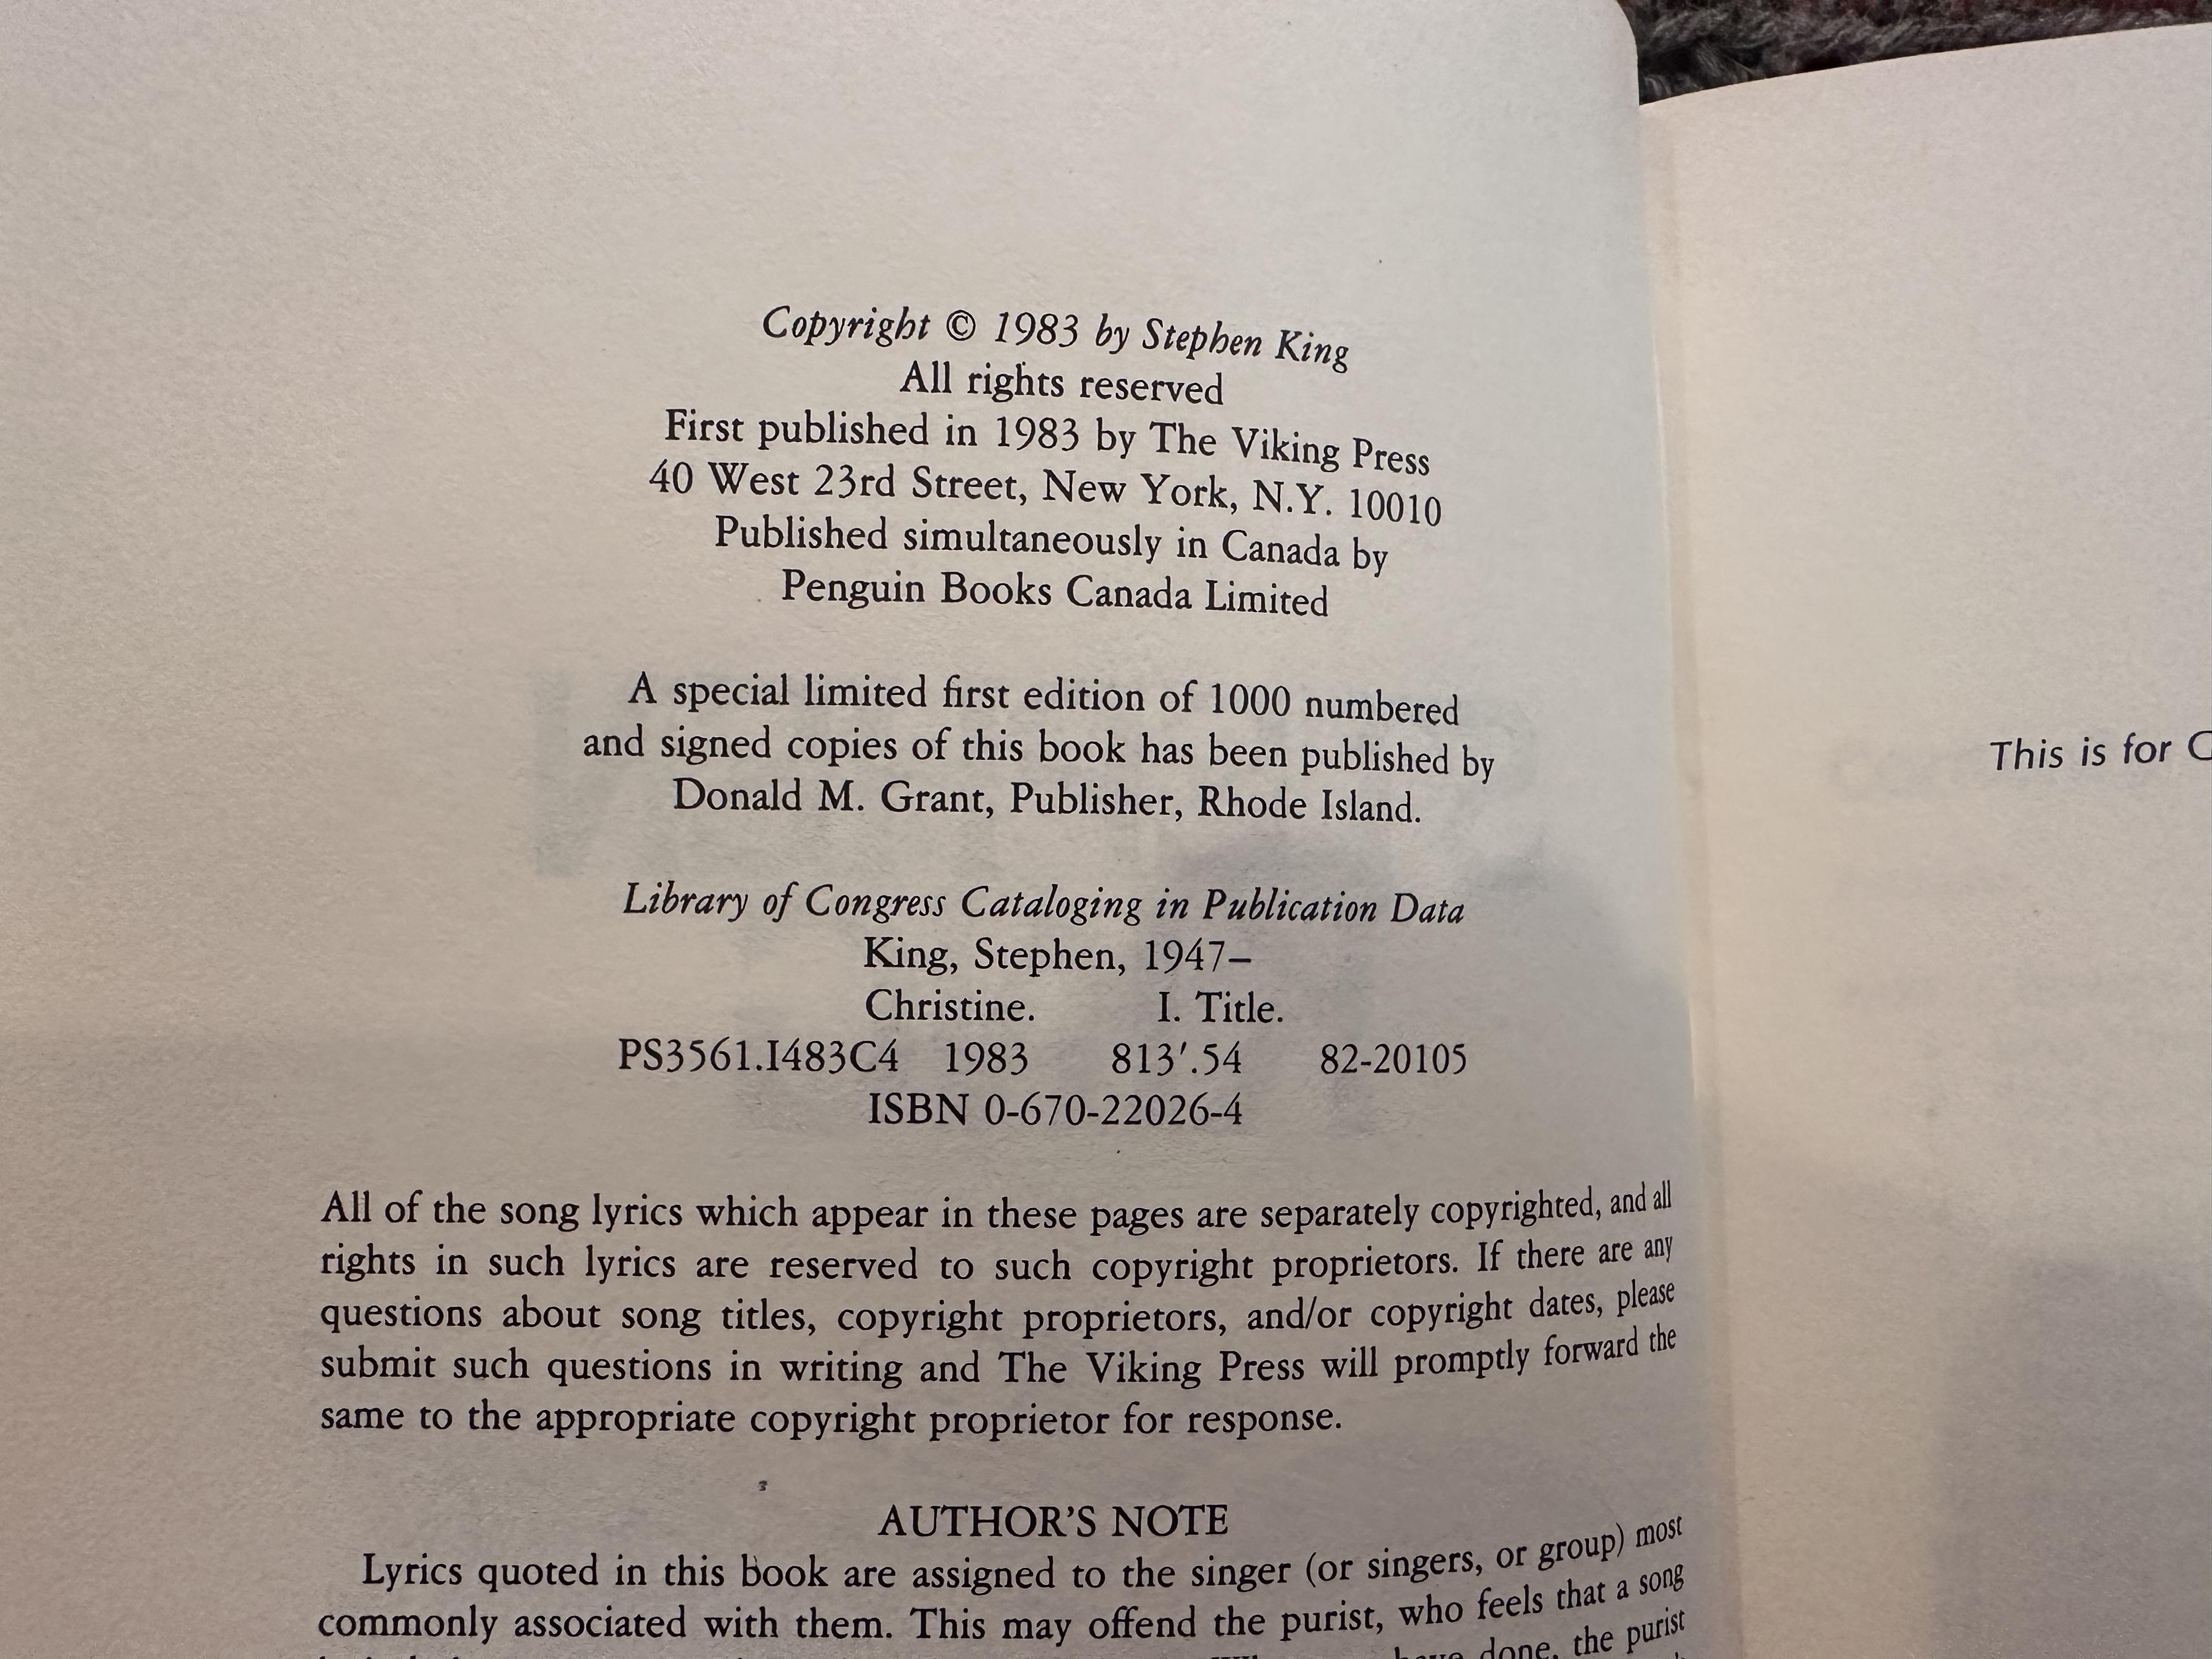 Copyright © 1983 by Stephen King
All rights reserved
First published in 1983 by The Viking Press
40 West 23rd Street, New York, N.Y. 10010
Published simultaneously in Canada by
Penguin Books Canada Limited
A special limited first edition of 1000 numbered
and signed copies of this book has been published by
Donald M. Grant, Publisher, Rhode Island.
Library of Congress Cataloging in Publication Data
King, Stephen, 1947–
Christine. I. Title.
PS3561.I483C4 1983 813′.54 82-20105
ISBN 0-670-22026-4
All of the song lyrics which appear in these pages are separately copyrighted, and all
rights in such lyrics are reserved to such copyright proprietors. If there are any
questions about song titles, copyright proprietors, and/or copyright dates, please
submit such questions in writing and The Viking Press will promptly forward the
same to the appropriate copyright proprietor for response.
AUTHOR'S NOTE
Lyrics quoted in this book are assigned to the singer (or singers, or group) most
commonly associated with them. This may offend the purist, who feels that a song
done, the purist
This is for